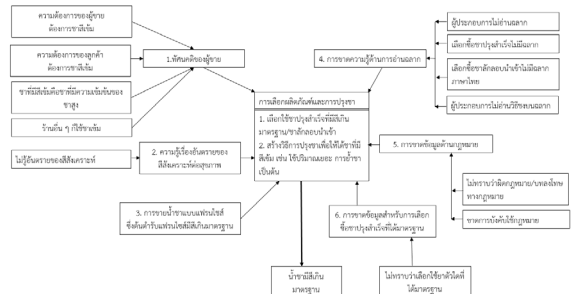 ความต้องการของผู้ขาย
ต้องการชาสีเข้ม
ความต้องการของลูกค้า
ต้องการชาสีเข้ม
ชาที่มีสีเข้มคือชาที่มีความเข้มข้นของ
ชาสูง
ร้านอื่น ๆ ก็ใช้ชาเข้ม
1.ทัศนคติของผู้ขาย
ไม่รู้อันตรายของสีสังเคราะห์
2. ความรู้เรื่องอันตรายของ
สีสังเคราะห์ต่อสุขภาพ
3. การขายน้ำชาแบบแฟรนไชส์
ซึ่งต้นตำรับแฟรนไชส์มีสีเกินมาตรฐาน
การเลือกผลิตภัณฑ์และการปรุงชา
1. เลือกใช้ชาปรุงสำเร็จที่มีสีเกิน
มาตรฐาน/ชาลักลอบนำเข้า
2. สร้างวิธีการปรุงชาเพื่อให้ได้ชาที่มี
สีเข้ม เช่น ใช้ปริมาณเยอะ การย้ำชา
เป็นต้น
น้ำชามีสีเกิน
มาตรฐาน
4. การขาดความรู้ด้านการอ่านฉลาก
ผู้ประกอบการไม่อ่านฉลาก
เลือกซื้อชาปรุงสำเร็จไม่มีฉลาก
เลือกซื้อชาลักลอบนำเข้าไม่มีฉลาก
ภาษาไทย
ผู้ประกอบการไม่อ่านวิธีชงบนฉลาก
5. การขาดข้อมูลด้านกฎหมาย
ไม่ทราบว่าผิดกฎหมาย/บทลงโทษ
ทางกฎหมาย
ขาดการบังคับใช้กฎหมาย
6. การขาดข้อมูลสำหรับการเลือก
ซื้อชาปรุงสำเร็จที่ได้มาตรฐาน
ไม่ทราบว่าเลือกใช้ยาตัวใดที่
ได้มาตรฐาน